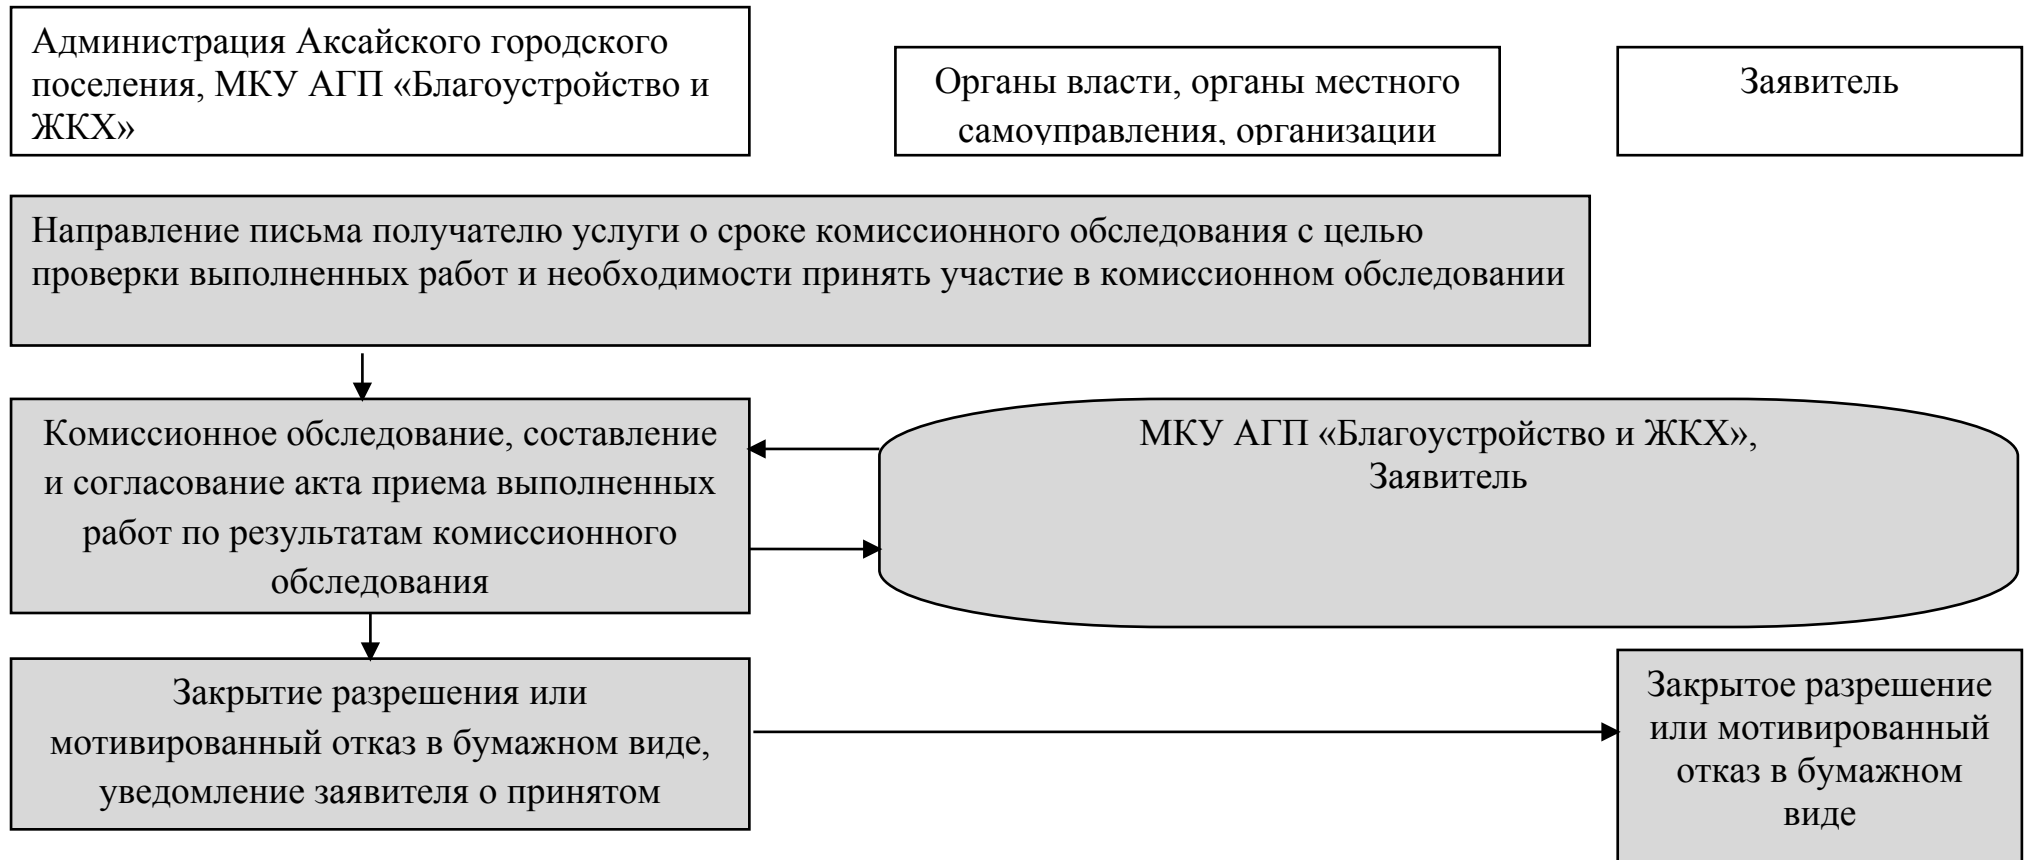 Администрация Аксайского городского
поселения, МКУ АГП «Благоустройство и
ЖКХ»
Органы власти, органы местного
самоуправления, организации
Заявитель
Направление письма получателю услуги о сроке комиссионного обследования с целью
проверки выполненных работ и необходимости принять участие в комиссионном обследовании
Комиссионное обследование, составление
и согласование акта приема выполненных
работ по результатам комиссионного
обследования
МКУ АГП «Благоустройство и ЖКХ»,
Заявитель
Закрытие разрешения или
мотивированный отказ в бумажном виде,
уведомление заявителя о принятом
Закрытое разрешение
или мотивированный
отказ в бумажном
виде